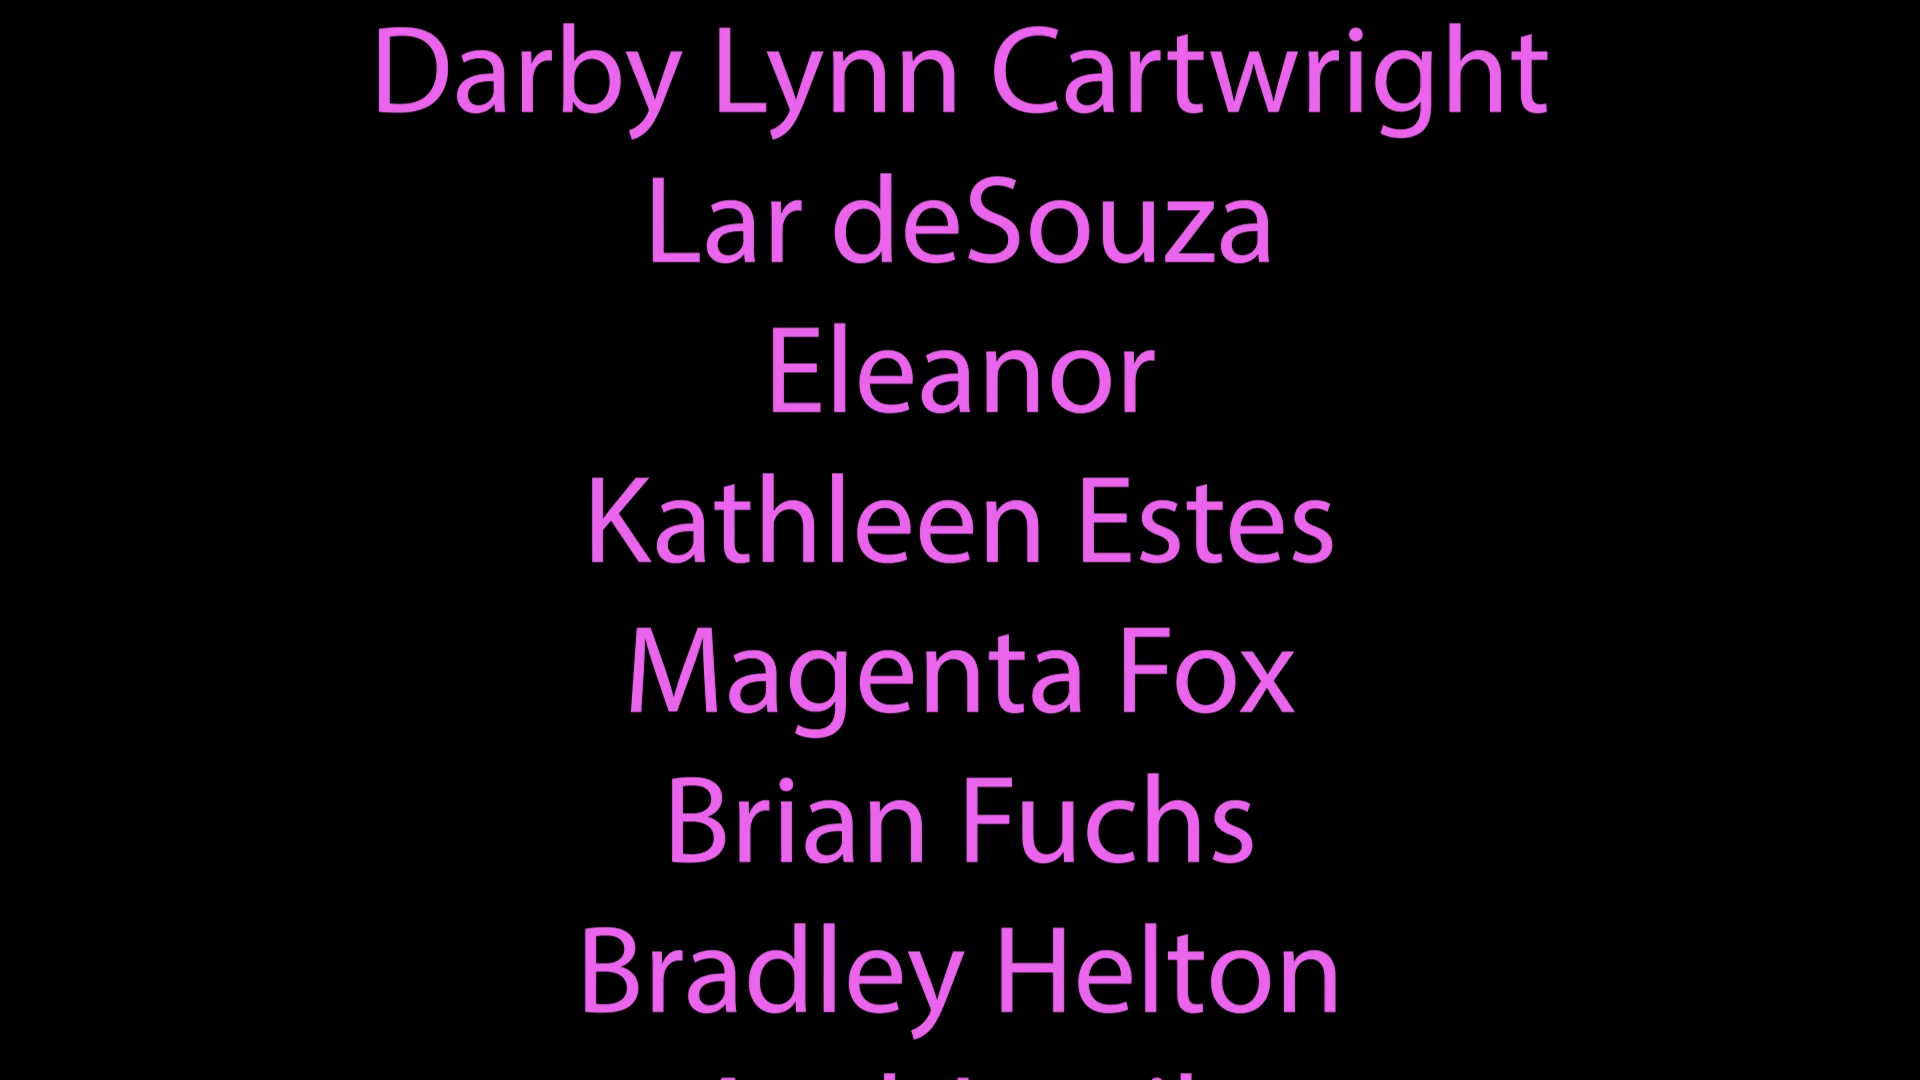 Darby Lynn Cartwright
Lar deSouza
Eleanor
Kathleen Estes
Magenta Fox
Brian Fuchs
Bradley Helton